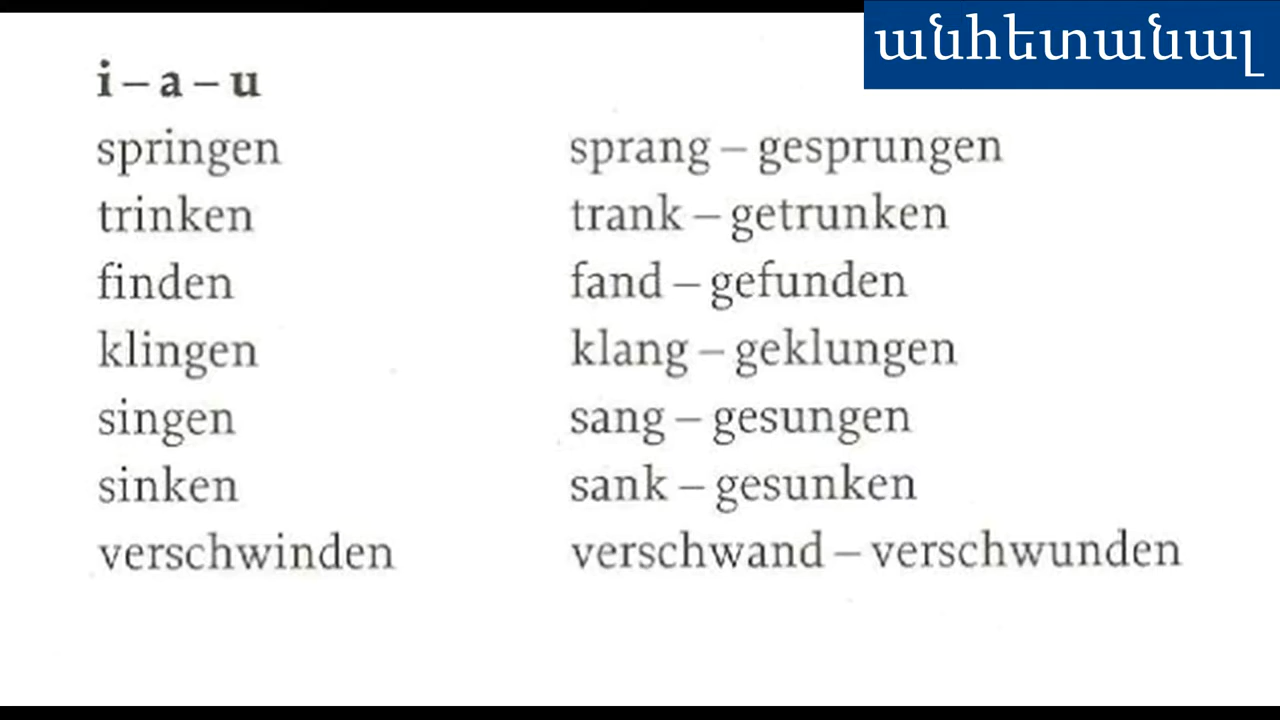 անհետանալ
i – a – u
springen sprang – gesprungen
trinken trank – getrunken
finden fand – gefunden
klingen klang – geklungen
singen sang – gesungen
sinken sank – gesunken
verschwinden verschwand – verschwunden